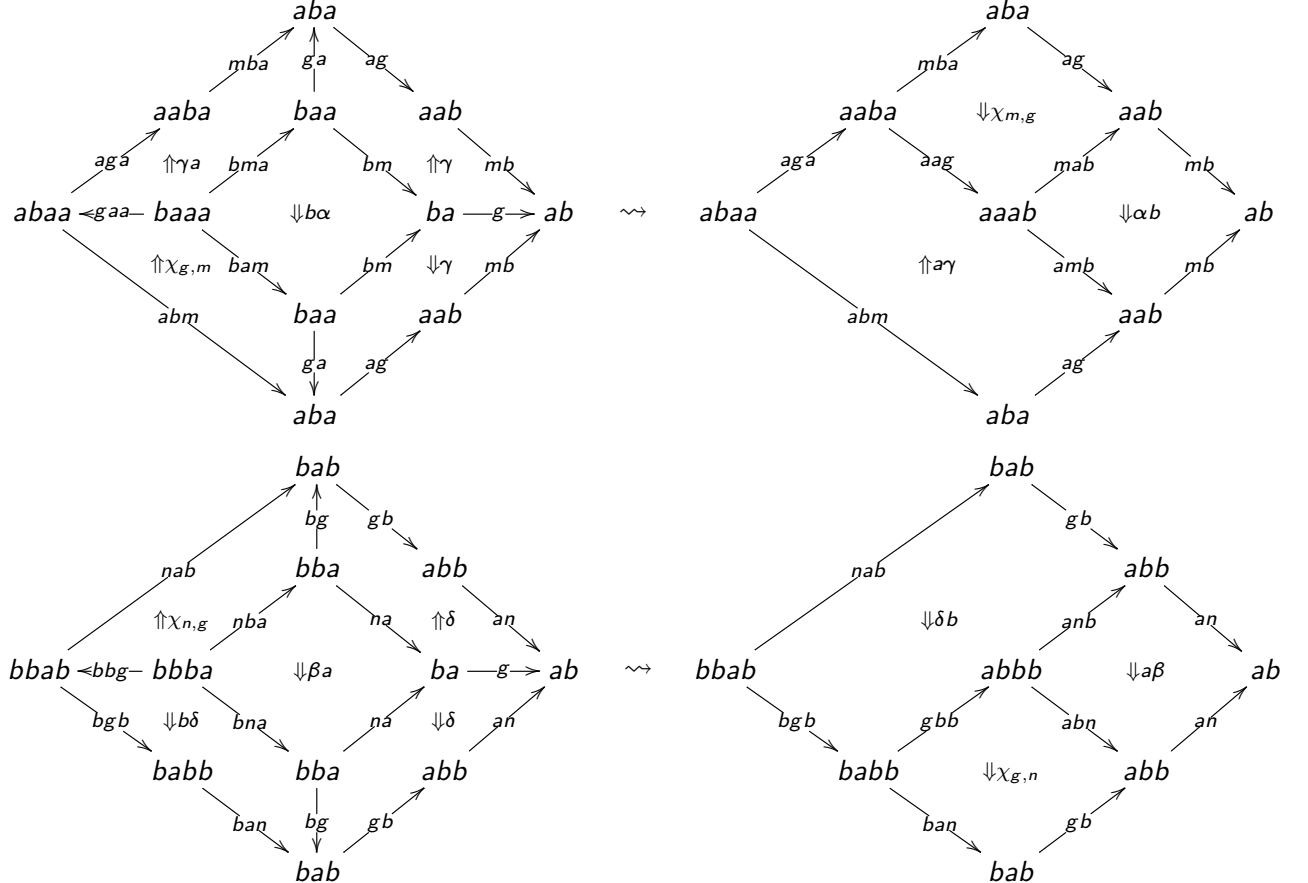 aba aba
mba ga ag mba ag
aaba baa aab aaba ⇓χm,g aab
aga ⇑γa bma bm ⇑γ mb aga aag mab mb
abaa gaa baaa ⇓bα ba g ab ⇝ abaa aaab ⇓αb ab
⇑χg,m bam bm ⇓γ mb ⇑aγ amb mb
abm baa aab abm aab
ga ag ag
aba aba
bab bab
bg gb gb
nab bba abb nab abb
⇑χn,g nba na ⇑δ an ⇓δb anb an
bbab bbg bbba ⇓βa ba g ab ⇝ bbab abbb ⇓aβ ab
bgb ⇓bδ bna na ⇓δ an bgb gbb abn an
babb bba abb babb ⇓χg,n abb
ban bg gb ban gb
bab bab